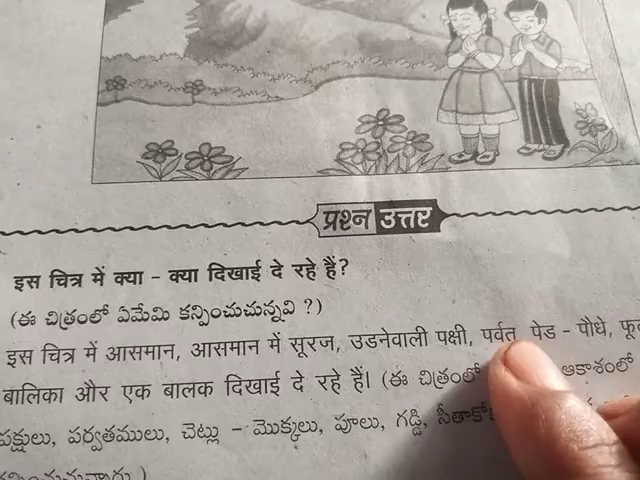 प्रश्न उत्तर
इस चित्र में क्या - क्या दिखाई दे रहे हैं?
(ఈ చిత్రంలో ఏమేమి కన్పించుచున్నవి ?)
इस चित्र में आसमान, आसमान में सूरज, उडनेवाली पक्षी, पर्वत पेड - पौधे,
बालिका और एक बालक दिखाई दे रहे हैं। (ఈ చిత్రంలో ఆకాశంలో
పక్షులు, పర్వతములు, చెట్లు - మొక్కలు, పూలు, గడ్డి,